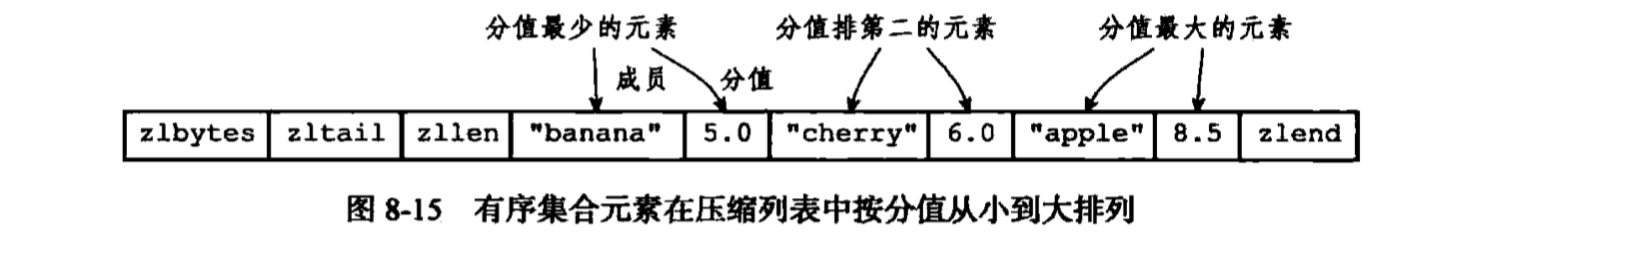 分值最少的元素 分值排第二的元素 分值最大的元素
成员 分值
zlbytes zltail zllen "banana" 5.0 "cherry" 6.0 "apple" 8.5 zlend
图 8-15 有序集合元素在压缩列表中按分值从小到大排列